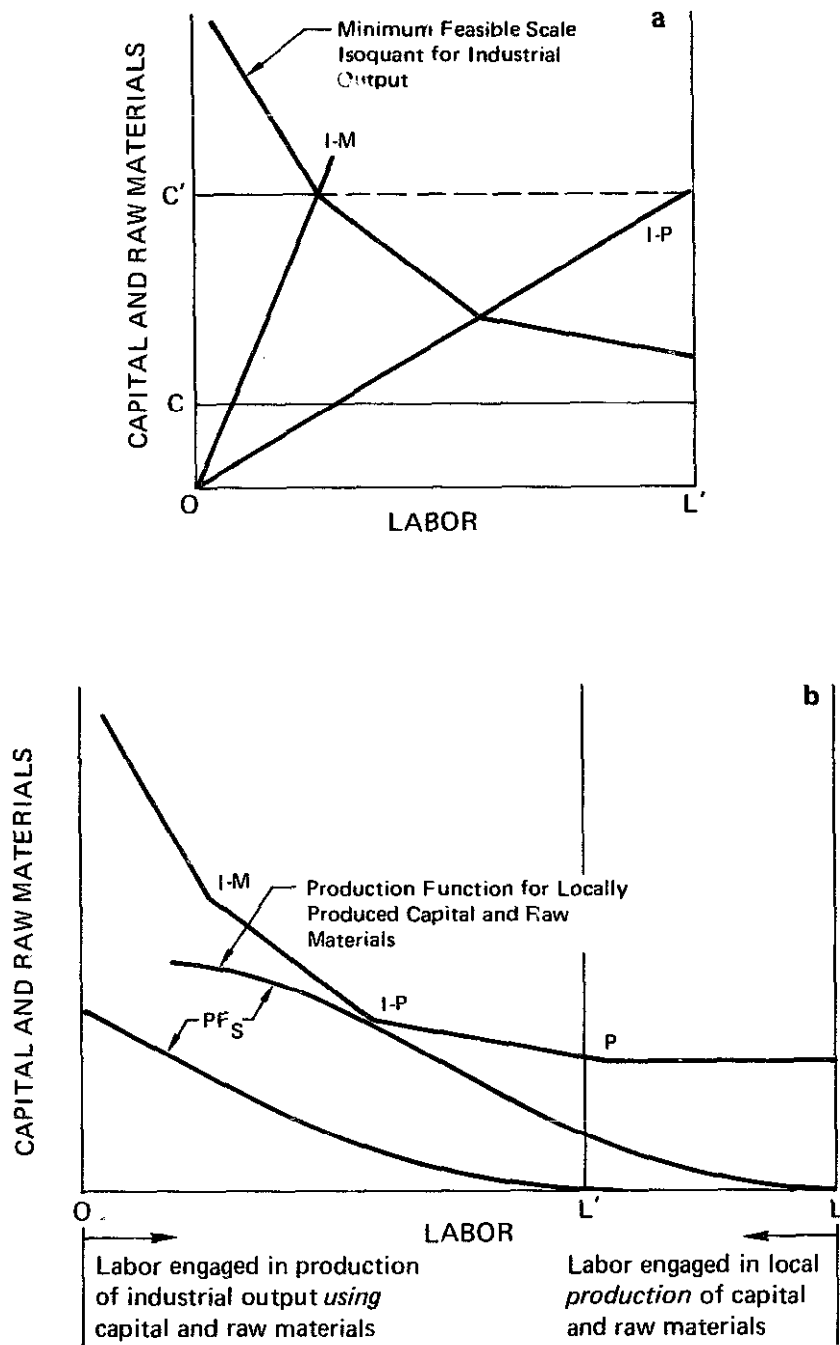 a
Minimum Feasible Scale
Isoquant for Industrial
Output
I-M
C'
I-P
C
CAPITAL AND RAW MATERIALS
O
L'
LABOR
b
CAPITAL AND RAW MATERIALS
I-M
Production Function for Locally
Produced Capital and Raw
Materials
I-P
PFS
P
O
L'
L
LABOR
Labor engaged in production
of industrial output using
capital and raw materials
Labor engaged in local
production of capital
and raw materials